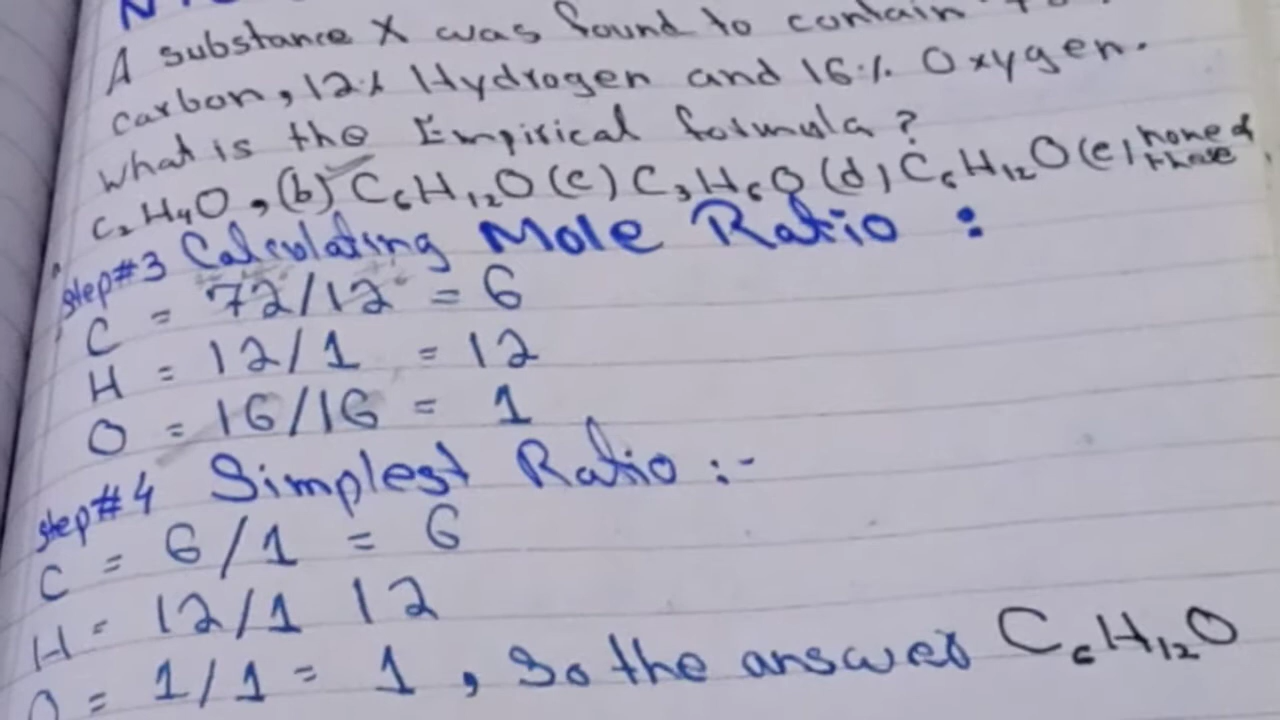 A substance X was found to contain
carbon, 12% Hydrogen and 16% Oxygen.
what is the Empirical formula?
C₂H₄O, (b) C₆H₁₂O (c) C₃H₆O (d) C₆H₁₂O (e) none of these
step#3 Calculating Mole Ratio :
C = 72/12 = 6
H = 12/1 = 12
O = 16/16 = 1
step#4 Simplest Ratio :-
C = 6/1 = 6
H = 12/1 12
O = 1/1 = 1, So the answer C₆H₁₂O